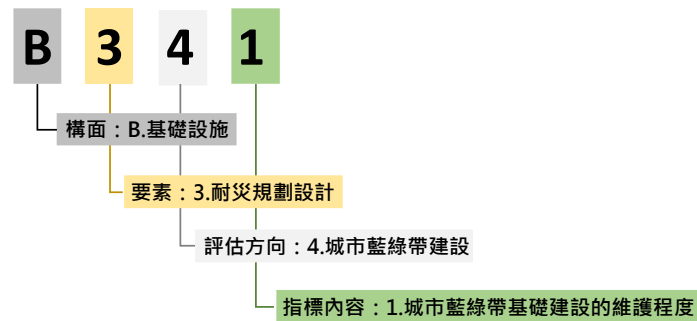 B 3 4 1
構面：B.基礎設施
要素：3.耐災規劃設計
評估方向：4.城市藍綠帶建設
指標內容：1.城市藍綠帶基礎建設的維護程度